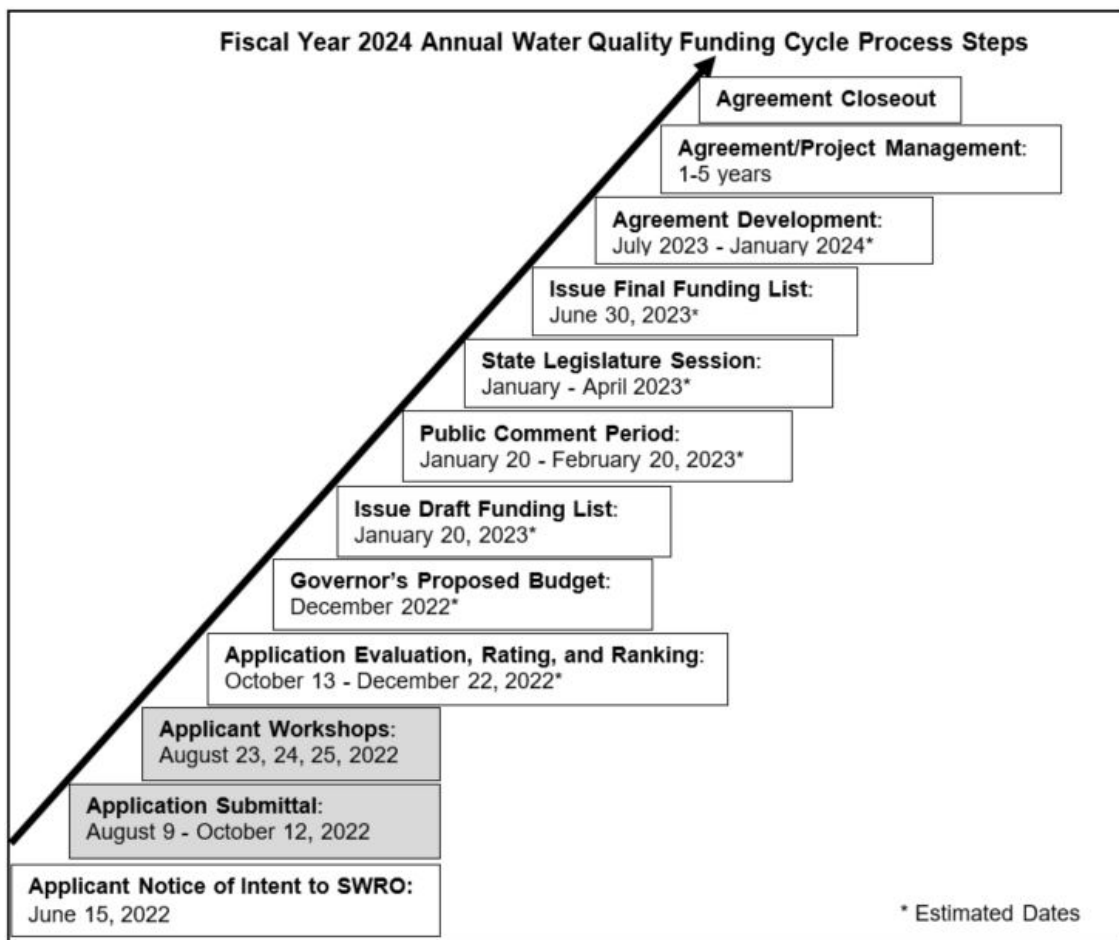 Fiscal Year 2024 Annual Water Quality Funding Cycle Process Steps
Agreement Closeout
Agreement/Project Management:
1-5 years
Agreement Development:
July 2023 - January 2024*
Issue Final Funding List:
June 30, 2023*
State Legislature Session:
January - April 2023*
Public Comment Period:
January 20 - February 20, 2023*
Issue Draft Funding List:
January 20, 2023*
Governor's Proposed Budget:
December 2022*
Application Evaluation, Rating, and Ranking:
October 13 - December 22, 2022*
Applicant Workshops:
August 23, 24, 25, 2022
Application Submittal:
August 9 - October 12, 2022
Applicant Notice of Intent to SWRO:
June 15, 2022
* Estimated Dates